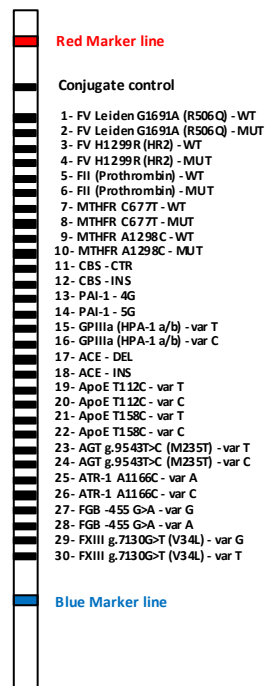 Red Marker line
Conjugate control
1- FV Leiden G1691A (R506Q) - WT
2- FV Leiden G1691A (R506Q) - MUT
3- FV H1299R (HR2) - WT
4- FV H1299R (HR2) - MUT
5- FII (Prothrombin) - WT
6- FII (Prothrombin) - MUT
7- MTHFR C677T - WT
8- MTHFR C677T - MUT
9- MTHFR A1298C - WT
10- MTHFR A1298C - MUT
11- CBS - CTR
12- CBS - INS
13- PAI-1 - 4G
14- PAI-1 - 5G
15- GPIIIa (HPA-1 a/b) - var T
16- GPIIIa (HPA-1 a/b) - var C
17- ACE - DEL
18- ACE - INS
19- ApoE T112C - var T
20- ApoE T112C - var C
21- ApoE T158C - var T
22- ApoE T158C - var C
23- AGT g.9543T>C (M235T) - var T
24- AGT g.9543T>C (M235T) - var C
25- ATR-1 A1166C - var A
26- ATR-1 A1166C - var C
27- FGB -455 G>A - var G
28- FGB -455 G>A - var A
29- FXIII g.7130G>T (V34L) - var G
30- FXIII g.7130G>T (V34L) - var T
Blue Marker line